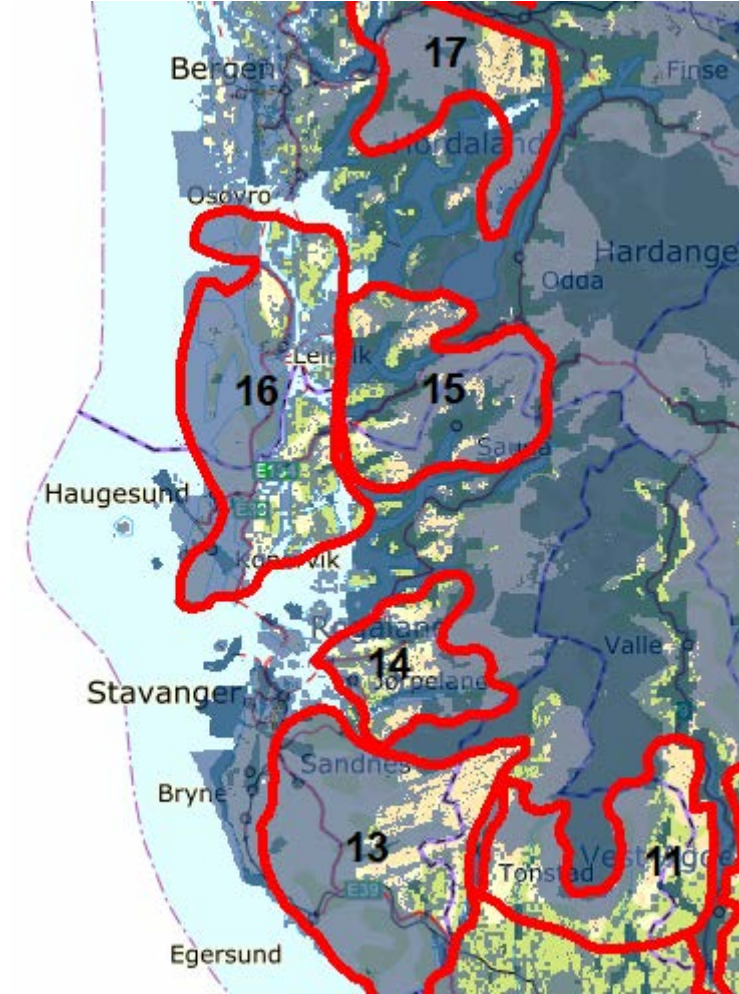 17
Bergen
Finse
Hordaland
Osøyro
Hardange
Odda
Leirvik
16
15
Sauda
E134
Haugesund
E39
Kopervik
Rogaland
14
Valle
Jørpeland
Stavanger
Sandnes
Bryne
13
11
Tonstad
E39
Egersund